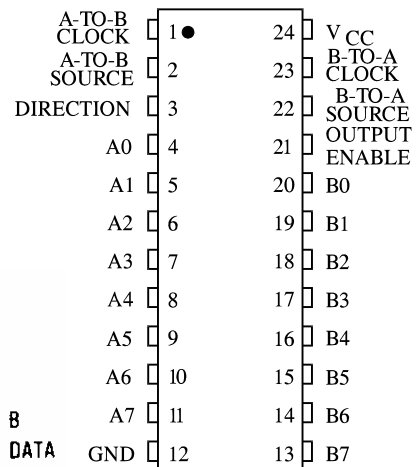 A-TO-B
CLOCK 1 24 VCC
A-TO-B
SOURCE 2 23 B-TO-A
CLOCK
DIRECTION 3 22 B-TO-A
SOURCE
A0 4 21 OUTPUT
ENABLE
A1 5 20 B0
A2 6 19 B1
A3 7 18 B2
A4 8 17 B3
A5 9 16 B4
A6 10 15 B5
A7 11 14 B6
B
DATA
GND 12 13 B7